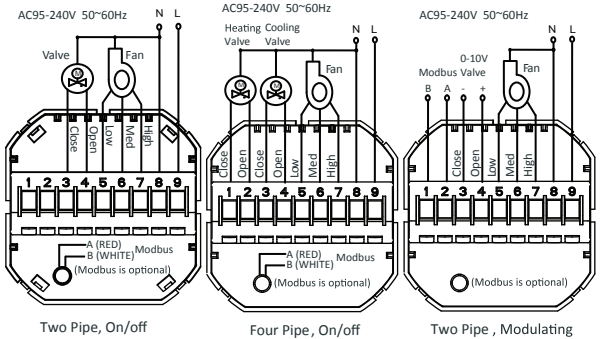 AC95-240V 50~60Hz
N L
Valve
Fan
M
Close
Open
Low
Med
High
1 2 3 4 5 6 7 8 9
A (RED)
B (WHITE)
Modbus
(Modbus is optional)
Two Pipe, On/off
AC95-240V 50~60Hz
Heating Valve
Cooling Valve
N L
Fan
M
M
Close
Open
Close
Open
Low
Med
High
1 2 3 4 5 6 7 8 9
A (RED)
B (WHITE)
Modbus
(Modbus is optional)
Four Pipe, On/off
AC95-240V 50~60Hz
N L
0-10V
Modbus Valve
B A - +
Fan
Close
Open
Low
Med
High
1 2 3 4 5 6 7 8 9
(Modbus is optional)
Two Pipe , Modulating